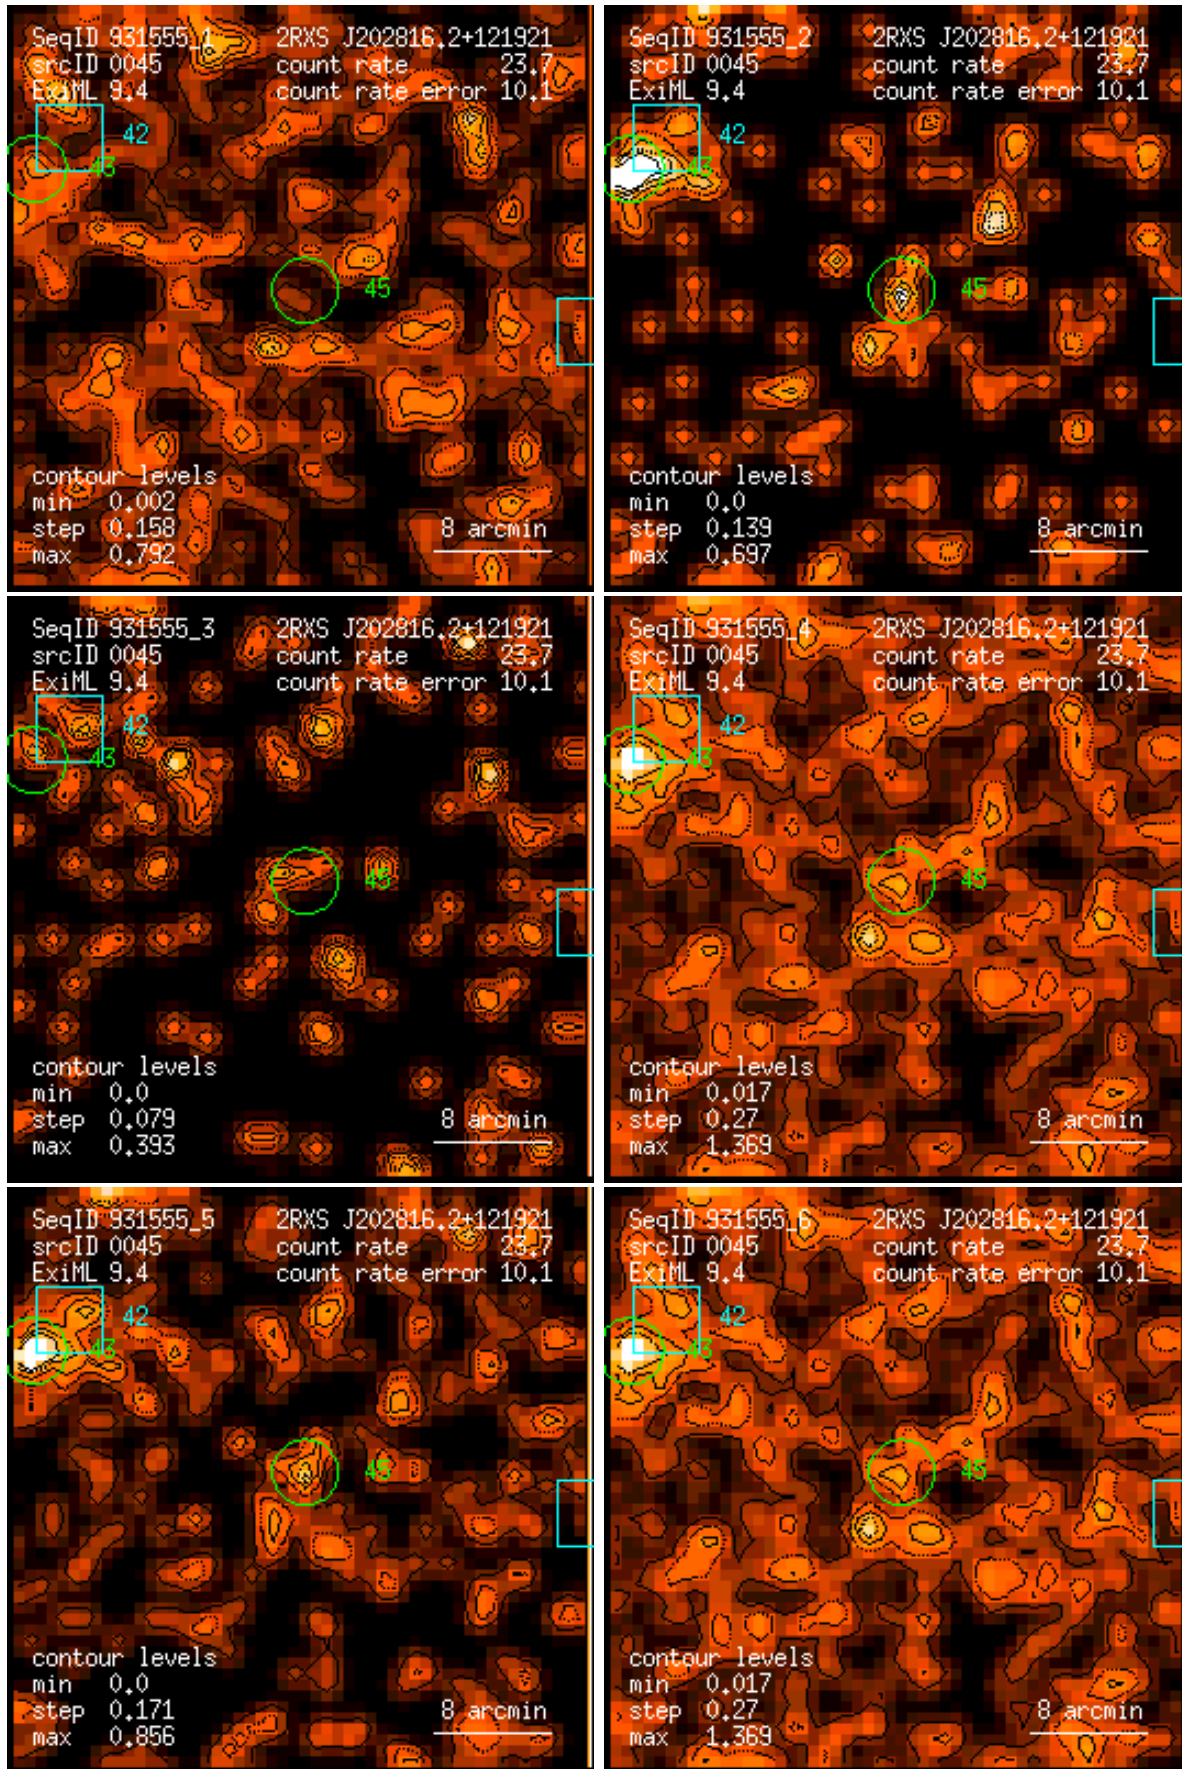 SeqID 931555_1 2RXS J202816.2+121921
srcID 0045 count rate 23.7
ExiML 9.4 count rate error 10.1
42
43
45
contour levels
min 0.002
step 0.158 8 arcmin
max 0.792
SeqID 931555_2 2RXS J202816.2+121921
srcID 0045 count rate 23.7
ExiML 9.4 count rate error 10.1
42
43
45
contour levels
min 0.0
step 0.139 8 arcmin
max 0.697
SeqID 931555_3 2RXS J202816.2+121921
srcID 0045 count rate 23.7
ExiML 9.4 count rate error 10.1
42
43
45
contour levels
min 0.0
step 0.079 8 arcmin
max 0.393
SeqID 931555_4 2RXS J202816.2+121921
srcID 0045 count rate 23.7
ExiML 9.4 count rate error 10.1
42
43
45
contour levels
min 0.017
step 0.27 8 arcmin
max 1.369
SeqID 931555_5 2RXS J202816.2+121921
srcID 0045 count rate 23.7
ExiML 9.4 count rate error 10.1
42
43
45
contour levels
min 0.0
step 0.171 8 arcmin
max 0.856
SeqID 931555_6 2RXS J202816.2+121921
srcID 0045 count rate 23.7
ExiML 9.4 count rate error 10.1
42
43
45
contour levels
min 0.017
step 0.27 8 arcmin
max 1.369